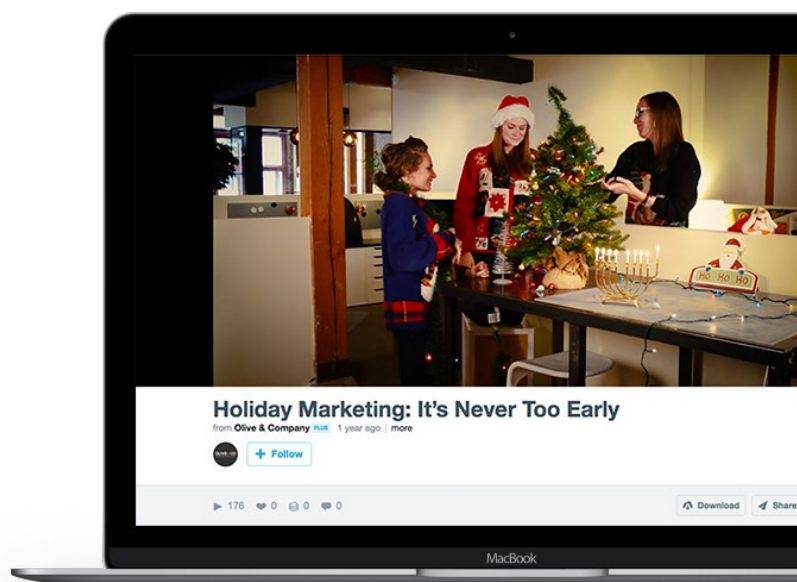 HO HO HO
Holiday Marketing: It's Never Too Early
from Olive & Company PLUS 1 year ago | more
+ Follow
176 0 0 0
Download Share
MacBook